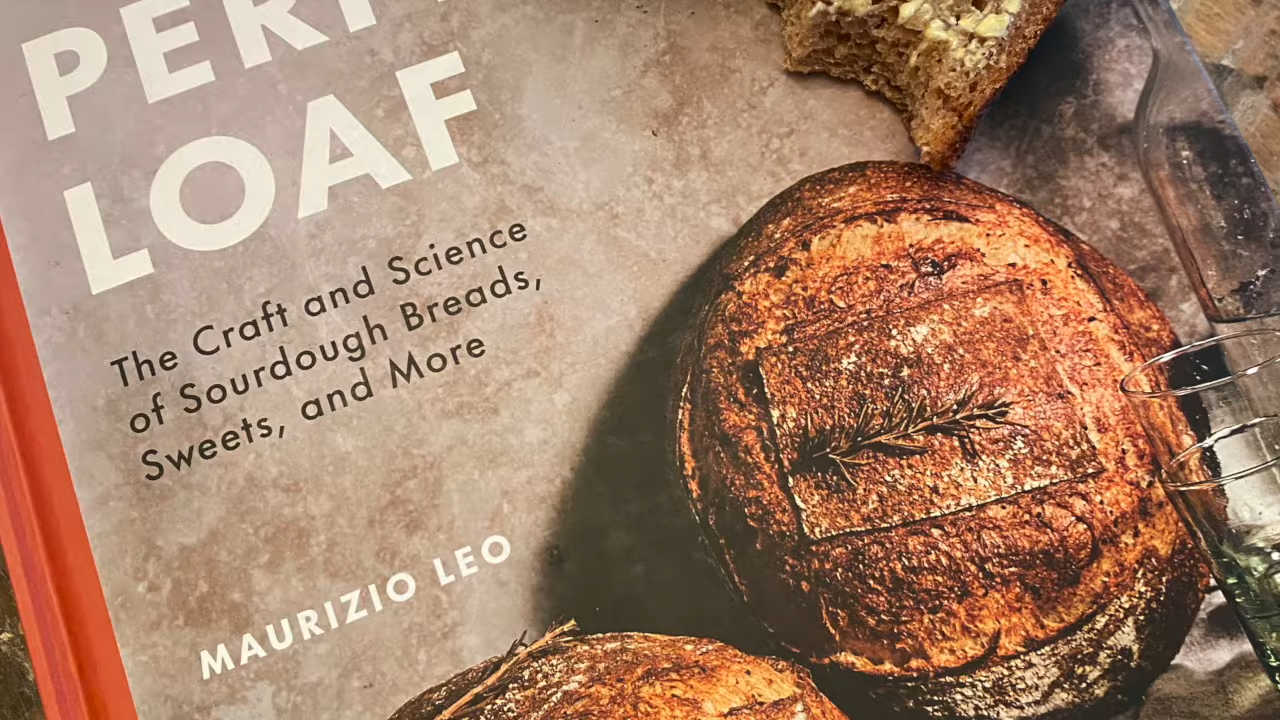 LOAF
The Craft and Science
of Sourdough Breads,
Sweets, and More
MAURIZIO LEO